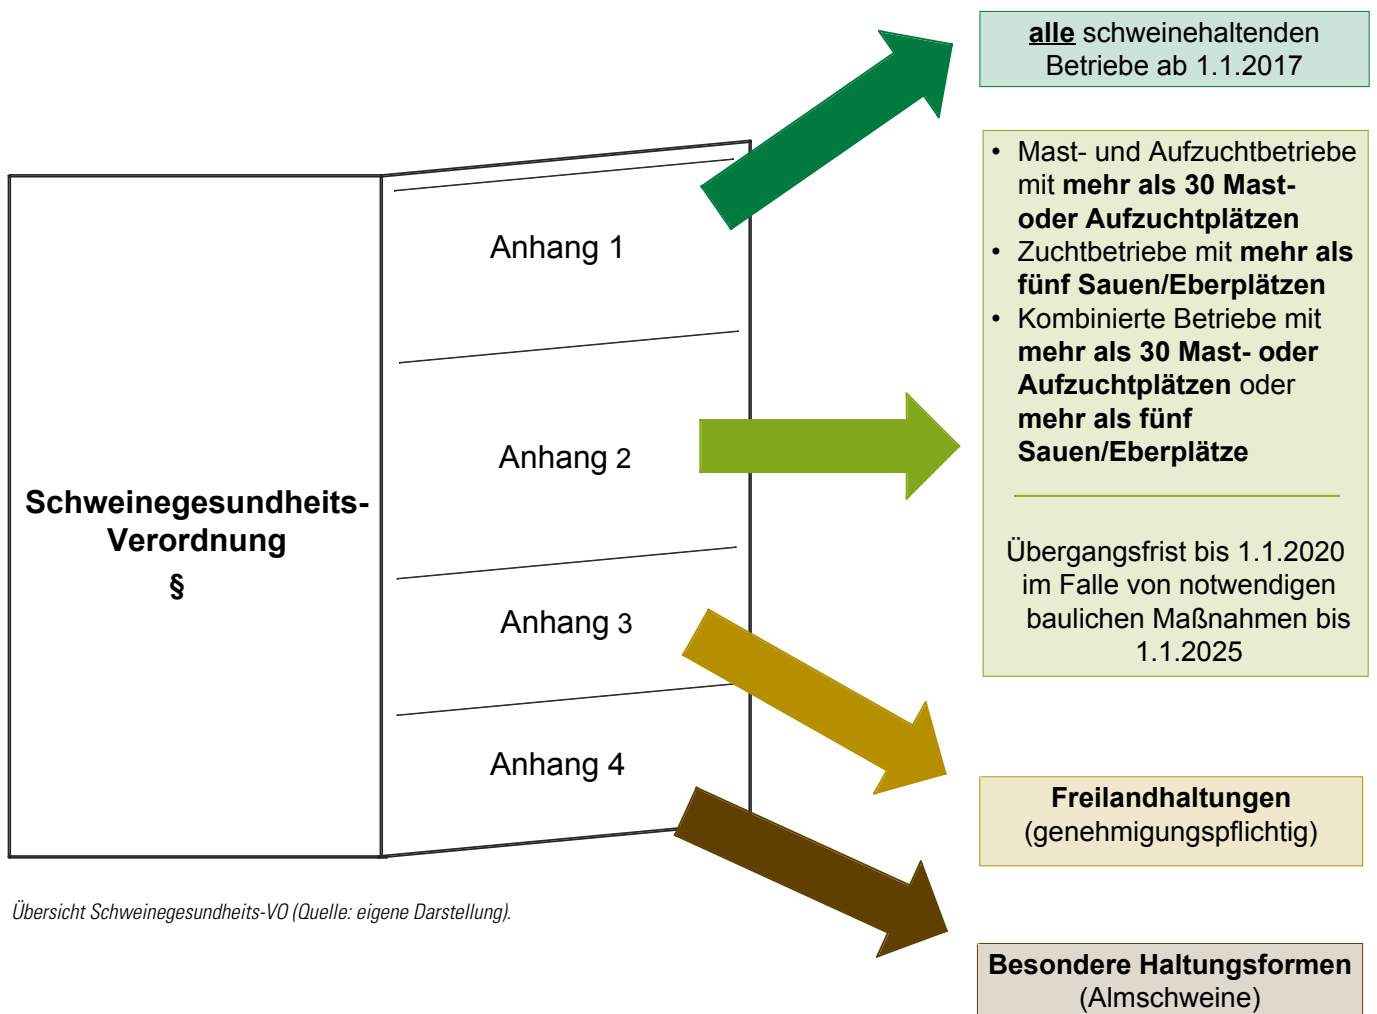 Schweinegesundheits-
Verordnung
§
Anhang 1
Anhang 2
Anhang 3
Anhang 4
alle schweinehaltenden
Betriebe ab 1.1.2017
• Mast- und Aufzuchtbetriebe
mit mehr als 30 Mast-
oder Aufzuchtplätzen
• Zuchtbetriebe mit mehr als
fünf Sauen/Eberplätzen
• Kombinierte Betriebe mit
mehr als 30 Mast- oder
Aufzuchtplätzen oder
mehr als fünf
Sauen/Eberplätze
Übergangsfrist bis 1.1.2020
im Falle von notwendigen
baulichen Maßnahmen bis
1.1.2025
Freilandhaltungen
(genehmigungspflichtig)
Besondere Haltungsformen
(Almschweine)
Übersicht Schweinegesundheits-VO (Quelle: eigene Darstellung).